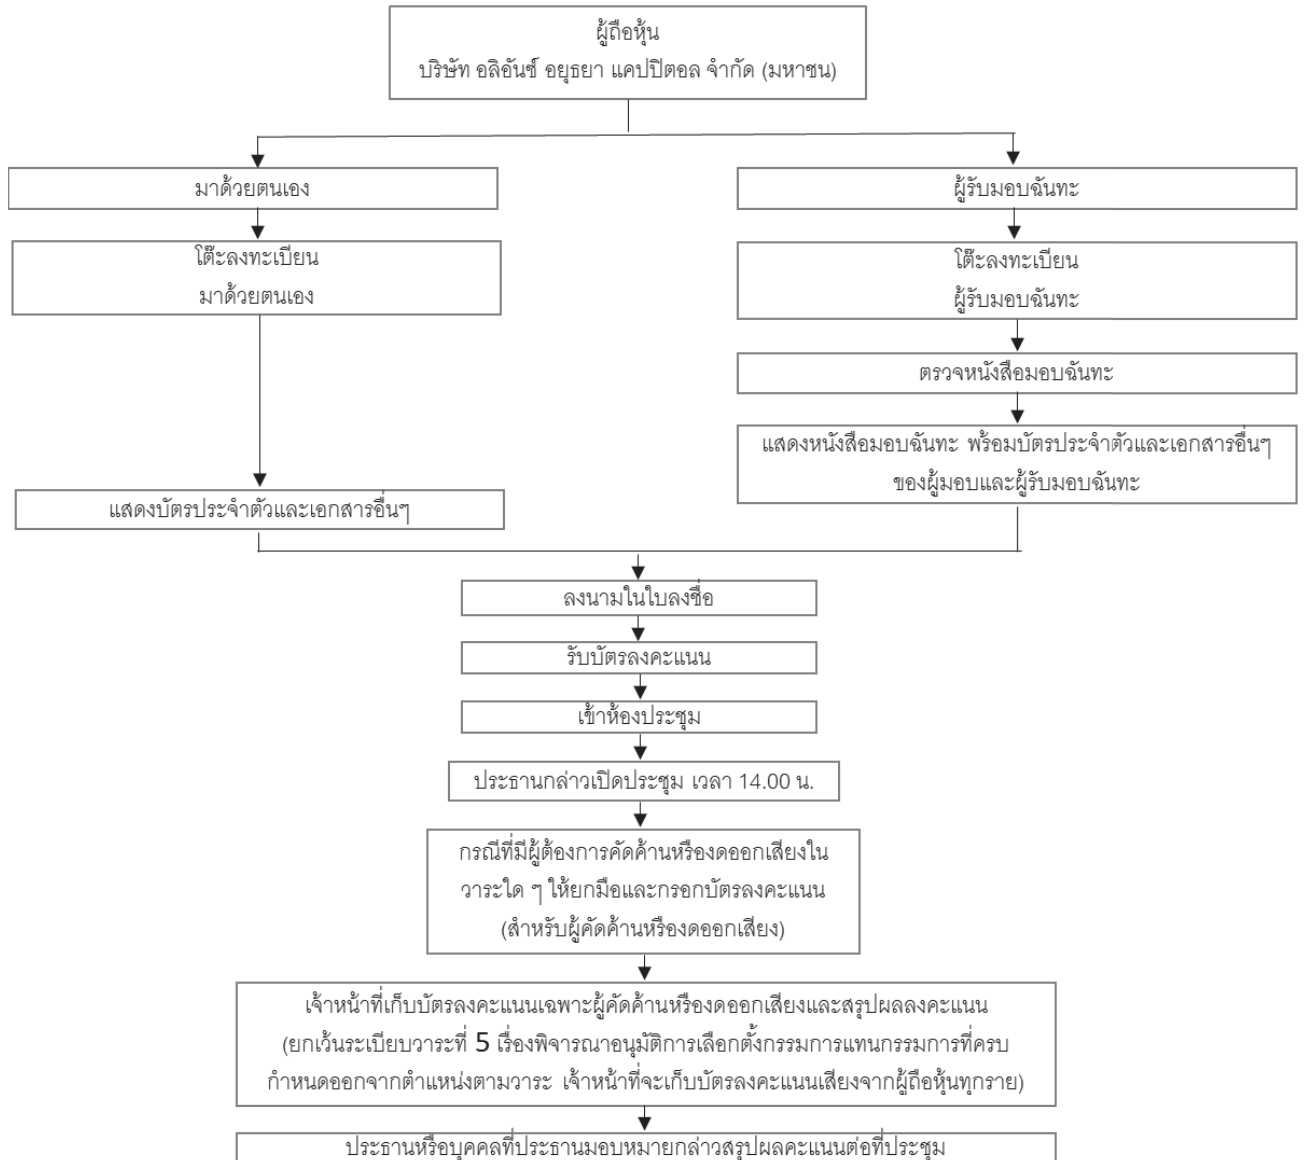 ผู้ถือหุ้น
บริษัท อลิอันซ์ อยุธยา แคปปิตอล จำกัด (มหาชน)
มาด้วยตนเอง
ผู้รับมอบฉันทะ
โต๊ะลงทะเบียน
มาด้วยตนเอง
โต๊ะลงทะเบียน
ผู้รับมอบฉันทะ
ตรวจหนังสือมอบฉันทะ
แสดงหนังสือมอบฉันทะ พร้อมบัตรประจำตัวและเอกสารอื่นๆ
ของผู้มอบและผู้รับมอบฉันทะ
แสดงบัตรประจำตัวและเอกสารอื่นๆ
ลงนามในใบลงชื่อ
รับบัตรลงคะแนน
เข้าห้องประชุม
ประธานกล่าวเปิดประชุม เวลา 14.00 น.
กรณีที่มีผู้ต้องการคัดค้านหรืองดออกเสียงใน
วาระใด ๆ ให้ยกมือและกรอกบัตรลงคะแนน
(สำหรับผู้คัดค้านหรืองดออกเสียง)
เจ้าหน้าที่เก็บบัตรลงคะแนนเฉพาะผู้คัดค้านหรืองดออกเสียงและสรุปผลลงคะแนน
(ยกเว้นระเบียบวาระที่ 5 เรื่องพิจารณาอนุมัติการเลือกตั้งกรรมการแทนกรรมการที่ครบ
กำหนดออกจากตำแหน่งตามวาระ เจ้าหน้าที่จะเก็บบัตรลงคะแนนเสียงจากผู้ถือหุ้นทุกราย)
ประธานหรือบุคคลที่ประธานมอบหมายกล่าวสรุปผลคะแนนต่อที่ประชุม